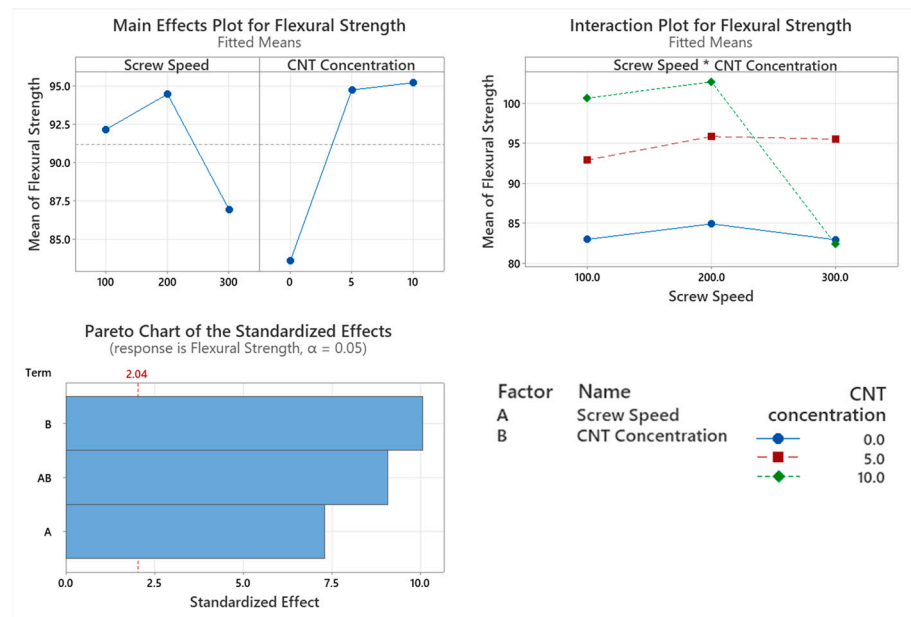 Main Effects Plot for Flexural Strength
Fitted Means
Screw Speed
CNT Concentration
Mean of Flexural Strength
95.0
92.5
90.0
87.5
85.0
100
200
300
0
5
10
Interaction Plot for Flexural Strength
Fitted Means
Screw Speed * CNT Concentration
Mean of Flexural Strength
100
95
90
85
80
100.0
200.0
300.0
Screw Speed
Pareto Chart of the Standardized Effects
(response is Flexural Strength, α = 0.05)
Term
2.04
B
AB
A
0.0
2.5
5.0
7.5
10.0
Standardized Effect
Factor Name
A Screw Speed
B CNT Concentration
CNT
concentration
0.0
5.0
10.0